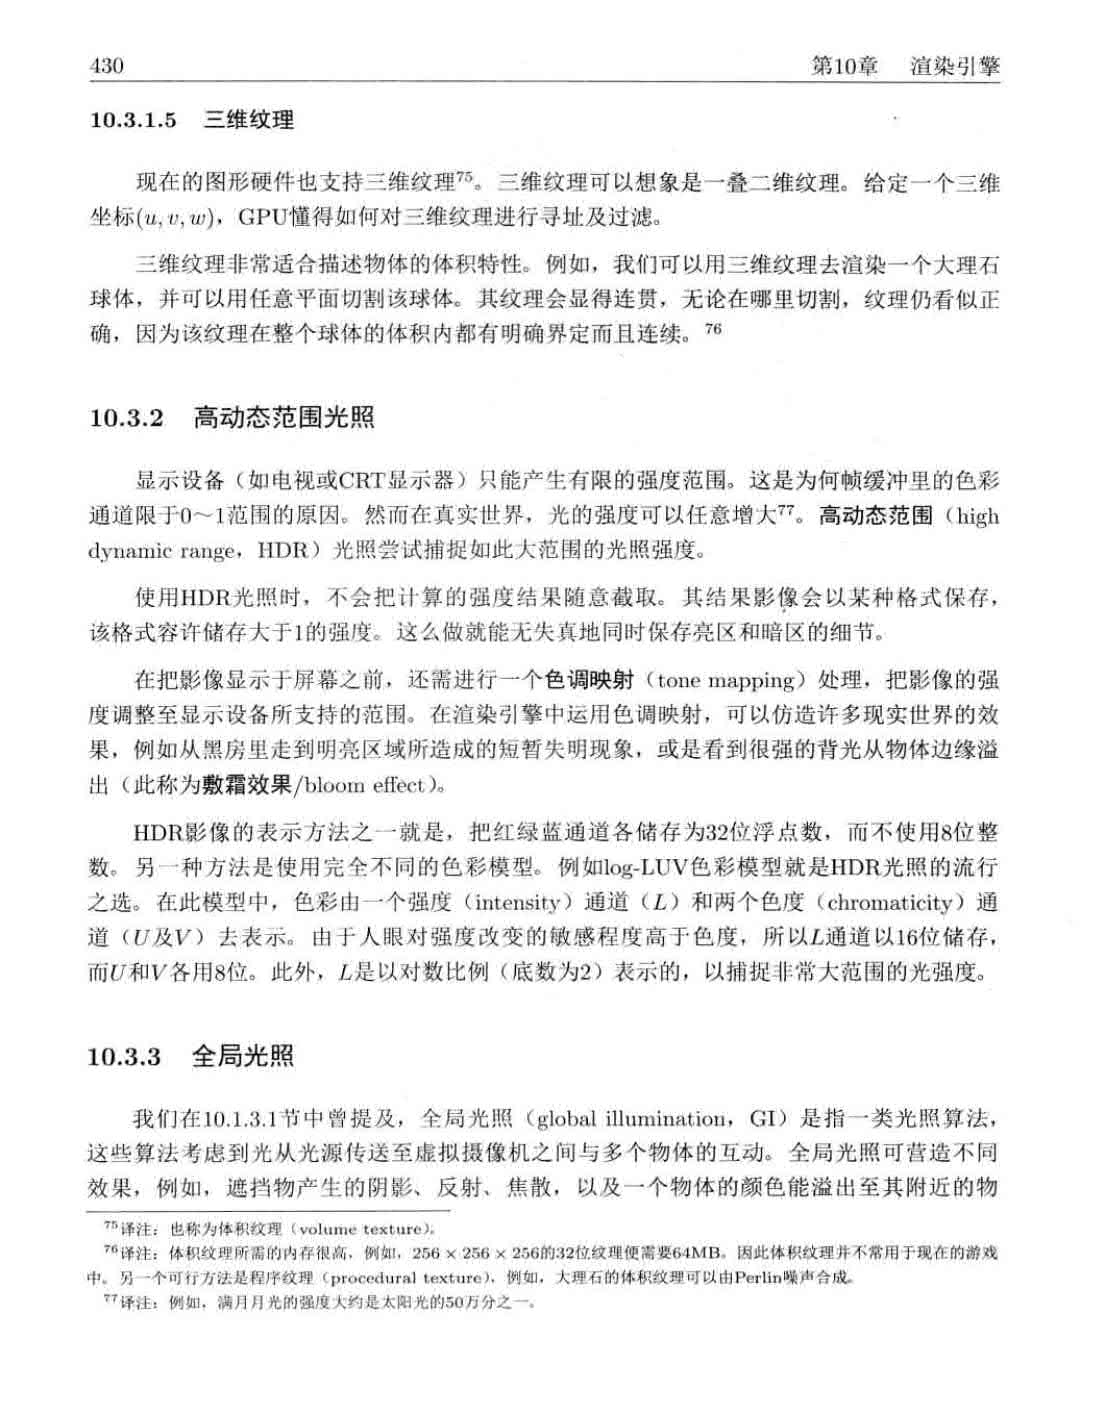 430
第10章 渲染引擎
10.3.1.5 三维纹理
现在的图形硬件也支持三维纹理75。三维纹理可以想象是一叠二维纹理。给定一个三维
坐标(u, v, w)，GPU懂得如何对三维纹理进行寻址及过滤。
三维纹理非常适合描述物体的体积特性。例如，我们可以用三维纹理去渲染一个大理石
球体，并可以用任意平面切割该球体。其纹理会显得连贯，无论在哪里切割，纹理仍看似正
确，因为该纹理在整个球体的体积内都有明确界定而且连续。76
10.3.2 高动态范围光照
显示设备（如电视或CRT显示器）只能产生有限的强度范围。这是为何帧缓冲里的色彩
通道限于0～1范围的原因。然而在真实世界，光的强度可以任意增大77。高动态范围（high
dynamic range，HDR）光照尝试捕捉如此大范围的光照强度。
使用HDR光照时，不会把计算的强度结果随意截取。其结果影像会以某种格式保存，
该格式容许储存大于1的强度。这么做就能无失真地同时保存亮区和暗区的细节。
在把影像显示于屏幕之前，还需进行一个色调映射（tone mapping）处理，把影像的强
度调整至显示设备所支持的范围。在渲染引擎中运用色调映射，可以仿造许多现实世界的效
果，例如从黑房里走到明亮区域所造成的短暂失明现象，或是看到很强的背光从物体边缘溢
出（此称为敷霜效果/bloom effect）。
HDR影像的表示方法之一就是，把红绿蓝通道各储存为32位浮点数，而不使用8位整
数。另一种方法是使用完全不同的色彩模型。例如log-LUV色彩模型就是HDR光照的流行
之选。在此模型中，色彩由一个强度（intensity）通道（L）和两个色度（chromaticity）通
道（U及V）去表示。由于人眼对强度改变的敏感程度高于色度，所以L通道以16位储存，
而U和V各用8位。此外，L是以对数比例（底数为2）表示的，以捕捉非常大范围的光强度。
10.3.3 全局光照
我们在10.1.3.1节中曾提及，全局光照（global illumination，GI）是指一类光照算法，
这些算法考虑到光从光源传送至虚拟摄像机之间与多个物体的互动。全局光照可营造不同
效果，例如，遮挡物产生的阴影、反射、焦散，以及一个物体的颜色能溢出至其附近的物
75译注：也称为体积纹理（volume texture）。
76译注：体积纹理所需的内存很高，例如，256 × 256 × 256的32位纹理便需要64MB。因此体积纹理并不常用于现在的游戏
中。另一个可行方法是程序纹理（procedural texture），例如，大理石的体积纹理可以由Perlin噪声合成。
77译注：例如，满月月光的强度大约是太阳光的50万分之一。